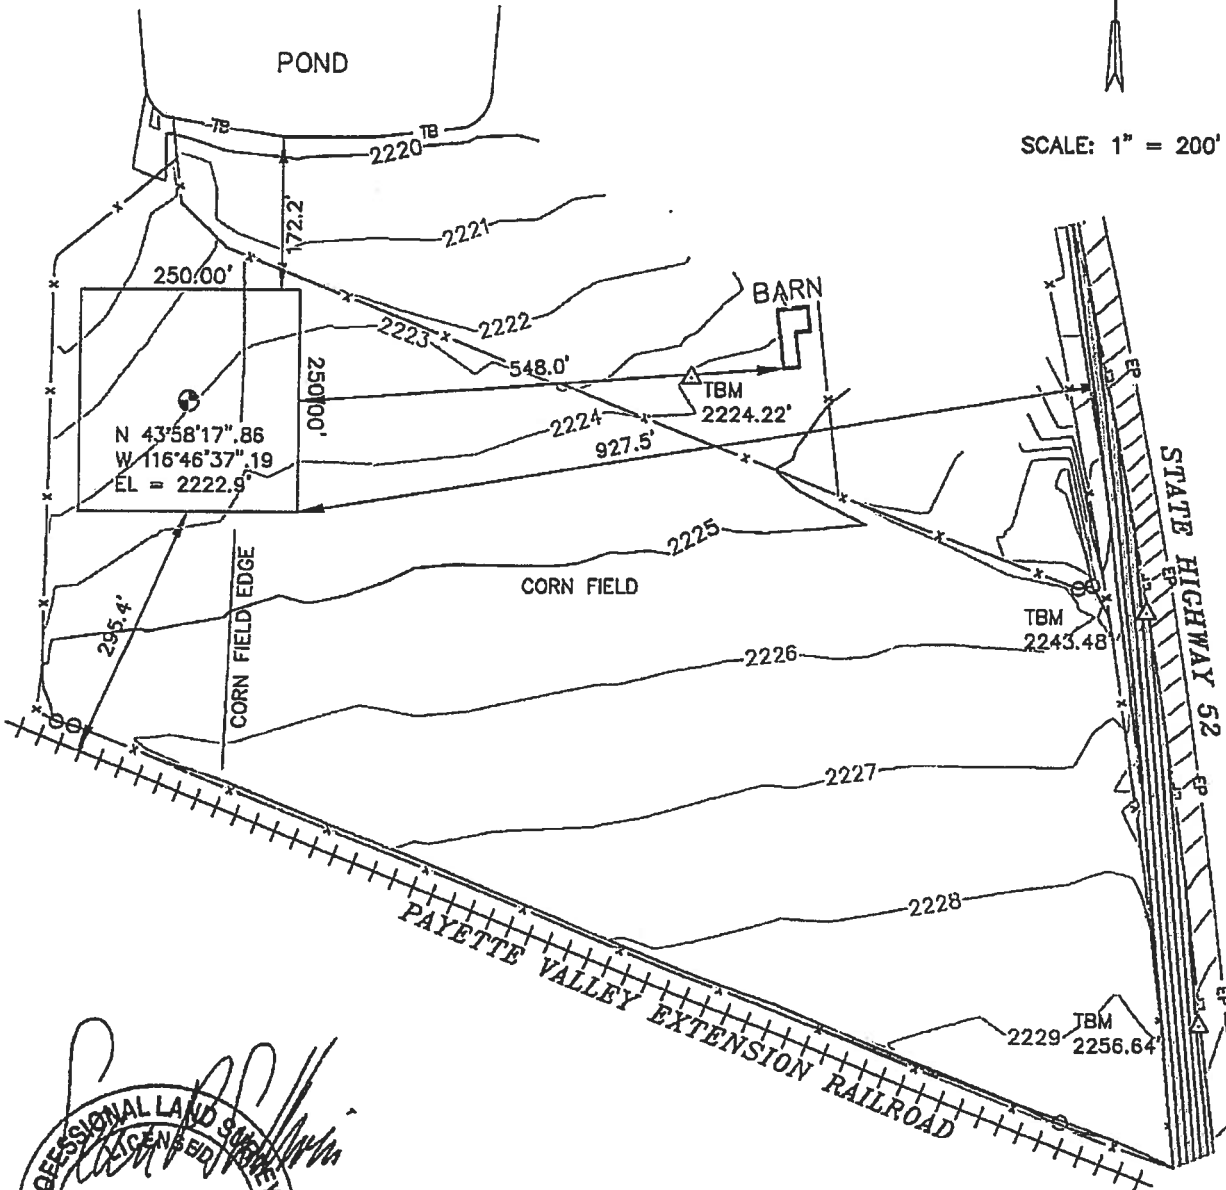 POND
TB
TB
2220
SCALE: 1" = 200'
172.2'
2221
250.00'
2222
2223
BARN
548.0'
250.00'
TBM
2224.22'
2224
927.5'
EP
N 43°58'17".86
W 116°46'37".19
EL = 2222.9'
STATE HIGHWAY 52
2225
CORN FIELD
CORN FIELD EDGE
295.4'
EP
TBM
2243.48'
2226
2227
EP
2228
PAYETTE VALLEY EXTENSION RAILROAD
2229
TBM
2256.64'
EP
OFESSIONAL LAND SURVEY
LICENSED